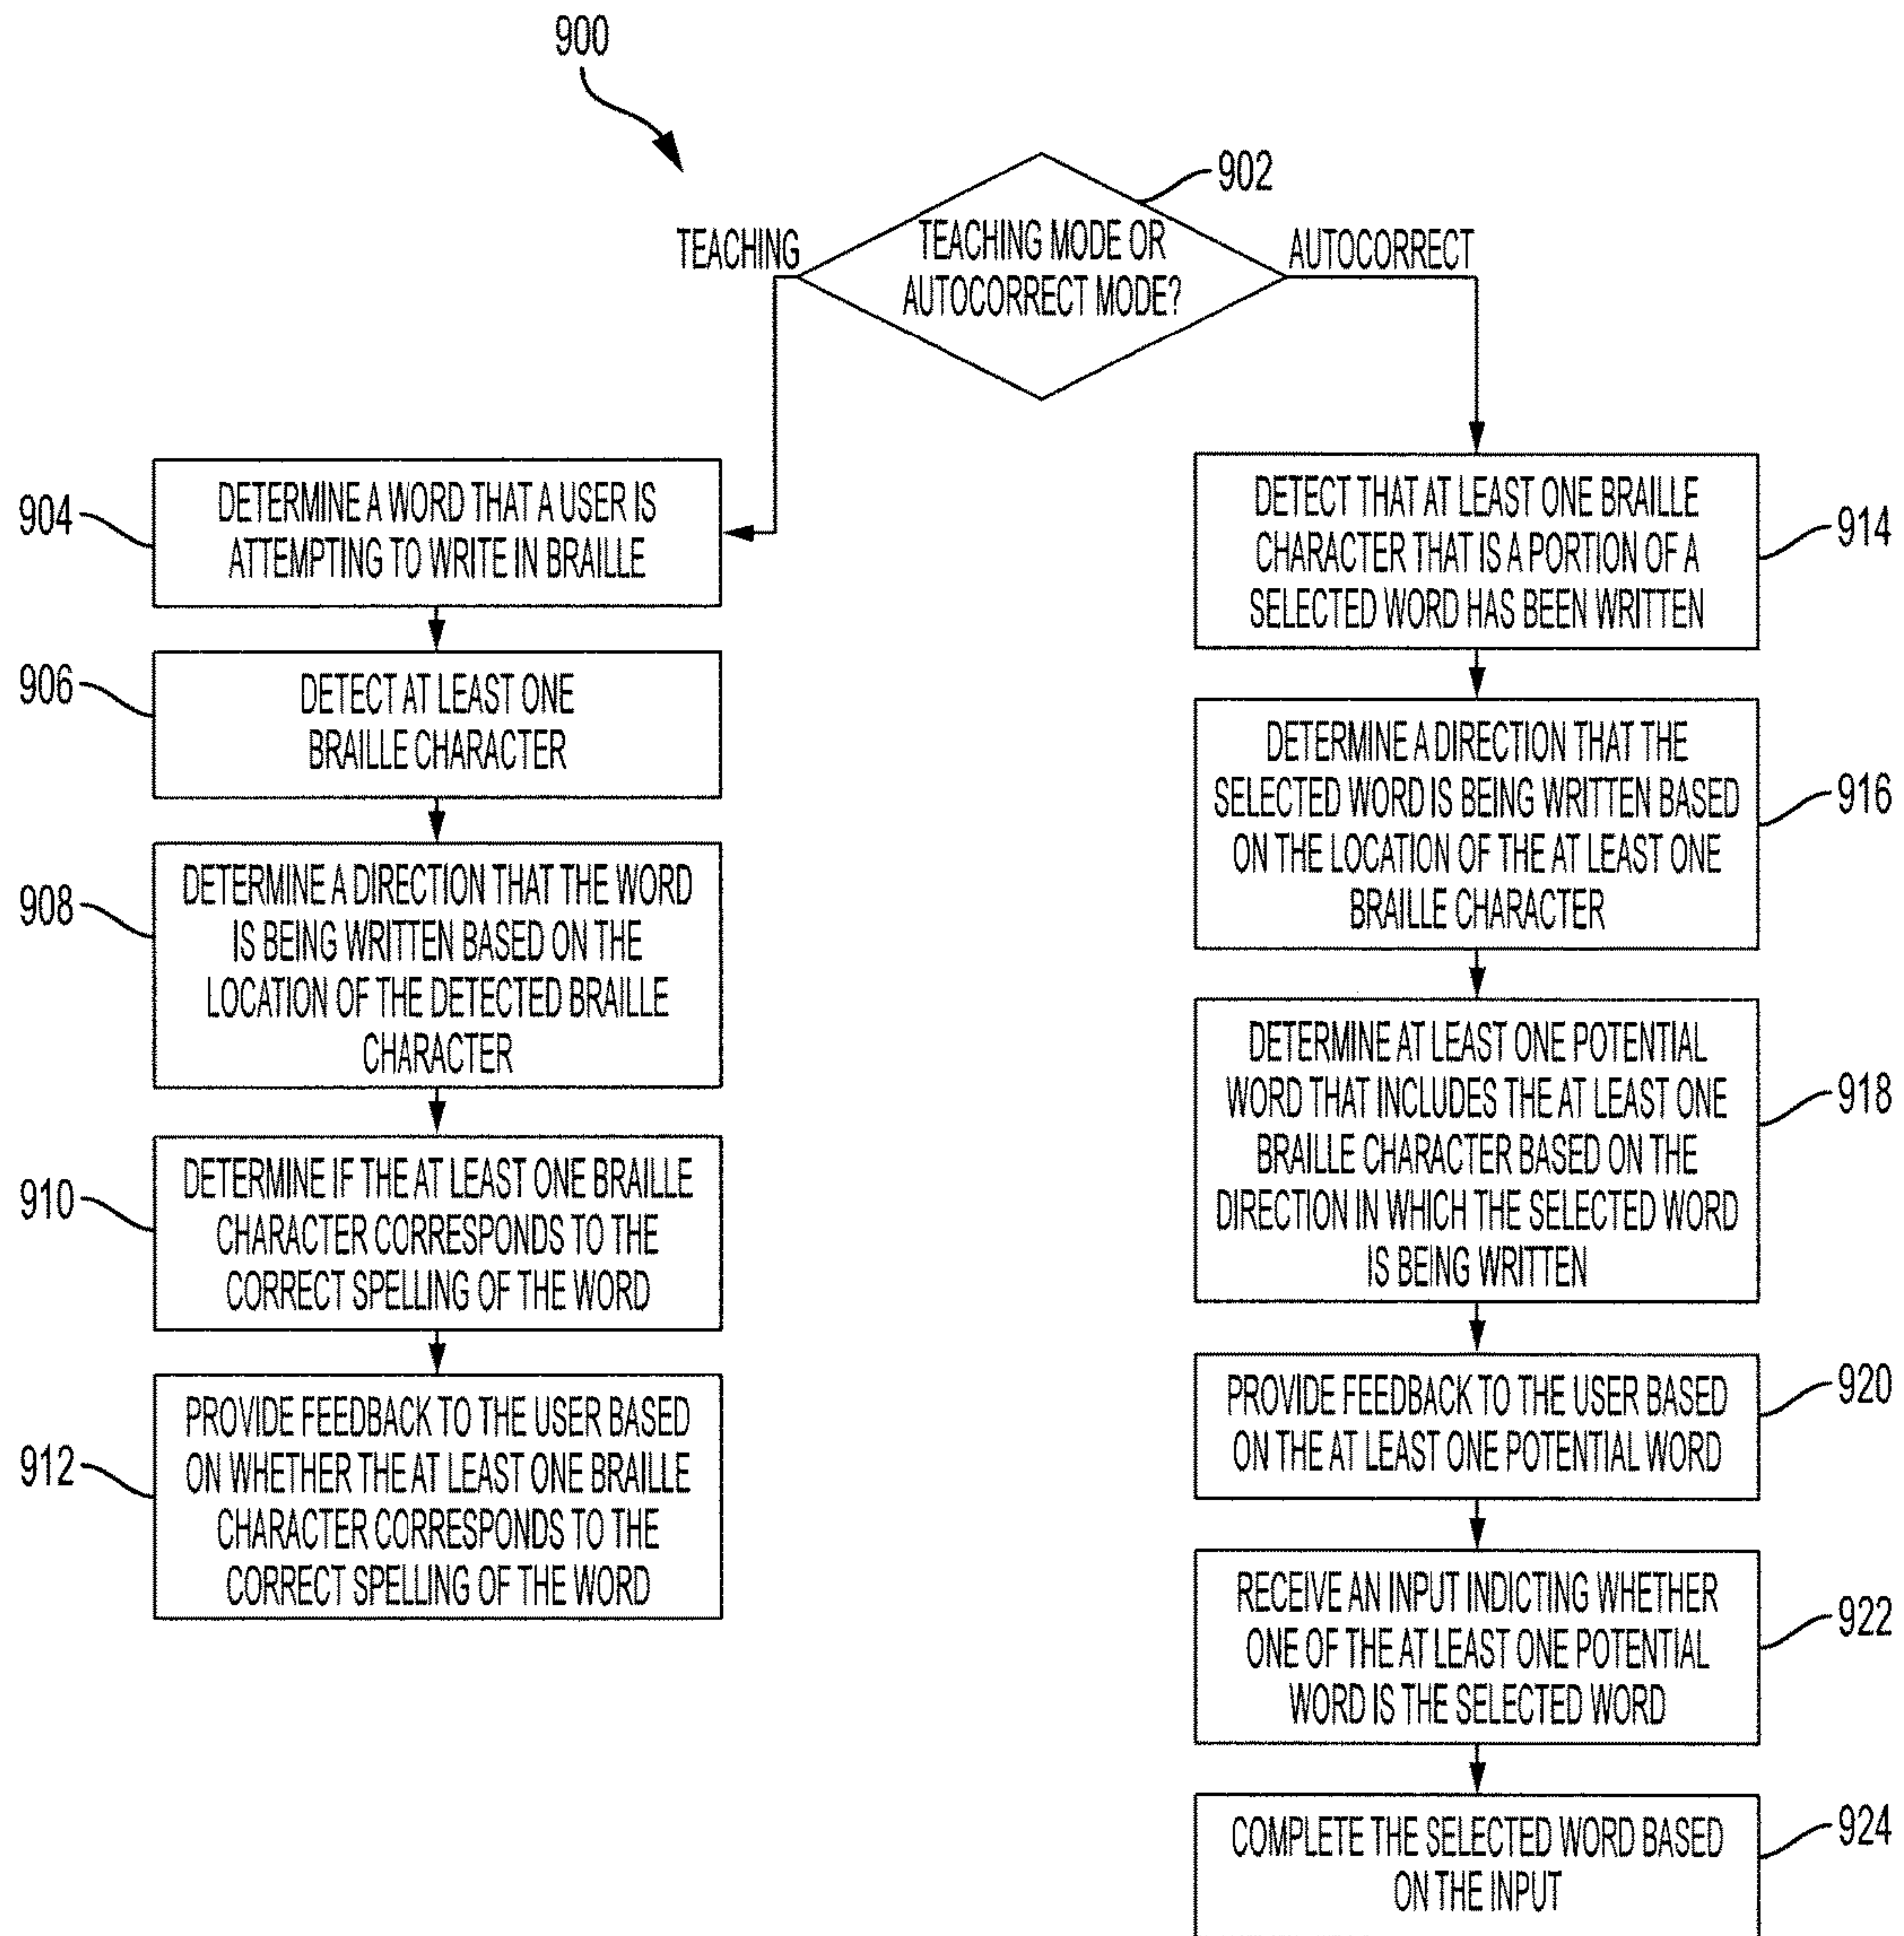 900
902
TEACHING
TEACHING MODE OR
AUTOCORRECT MODE?
AUTOCORRECT
904
DETERMINE A WORD THAT A USER IS
ATTEMPTING TO WRITE IN BRAILLE
906
DETECT AT LEAST ONE
BRAILLE CHARACTER
908
DETERMINE A DIRECTION THAT THE WORD
IS BEING WRITTEN BASED ON THE
LOCATION OF THE DETECTED BRAILLE
CHARACTER
910
DETERMINE IF THE AT LEAST ONE BRAILLE
CHARACTER CORRESPONDS TO THE
CORRECT SPELLING OF THE WORD
912
PROVIDE FEEDBACK TO THE USER BASED
ON WHETHER THE AT LEAST ONE BRAILLE
CHARACTER CORRESPONDS TO THE
CORRECT SPELLING OF THE WORD
DETECT THAT AT LEAST ONE BRAILLE
CHARACTER THAT IS A PORTION OF A
SELECTED WORD HAS BEEN WRITTEN
914
DETERMINE A DIRECTION THAT THE
SELECTED WORD IS BEING WRITTEN BASED
ON THE LOCATION OF THE AT LEAST ONE
BRAILLE CHARACTER
916
DETERMINE AT LEAST ONE POTENTIAL
WORD THAT INCLUDES THE AT LEAST ONE
BRAILLE CHARACTER BASED ON THE
DIRECTION IN WHICH THE SELECTED WORD
IS BEING WRITTEN
918
PROVIDE FEEDBACK TO THE USER BASED
ON THE AT LEAST ONE POTENTIAL WORD
920
RECEIVE AN INPUT INDICTING WHETHER
ONE OF THE AT LEAST ONE POTENTIAL
WORD IS THE SELECTED WORD
922
COMPLETE THE SELECTED WORD BASED
ON THE INPUT
924